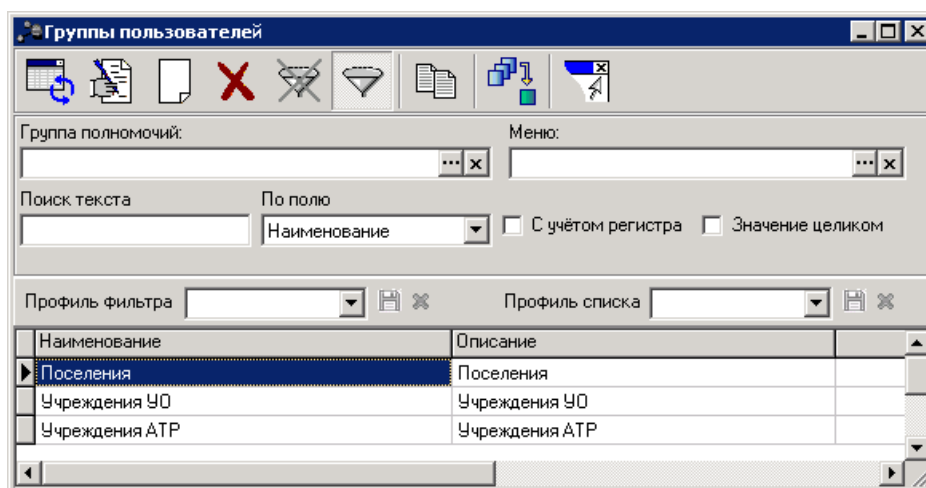 Группы пользователей
Группа полномочий: Меню:
Поиск текста По полю
Наименование С учётом регистра Значение целиком
Профиль фильтра Профиль списка
Наименование Описание
Поселения Поселения
Учреждения УО Учреждения УО
Учреждения АТР Учреждения АТР